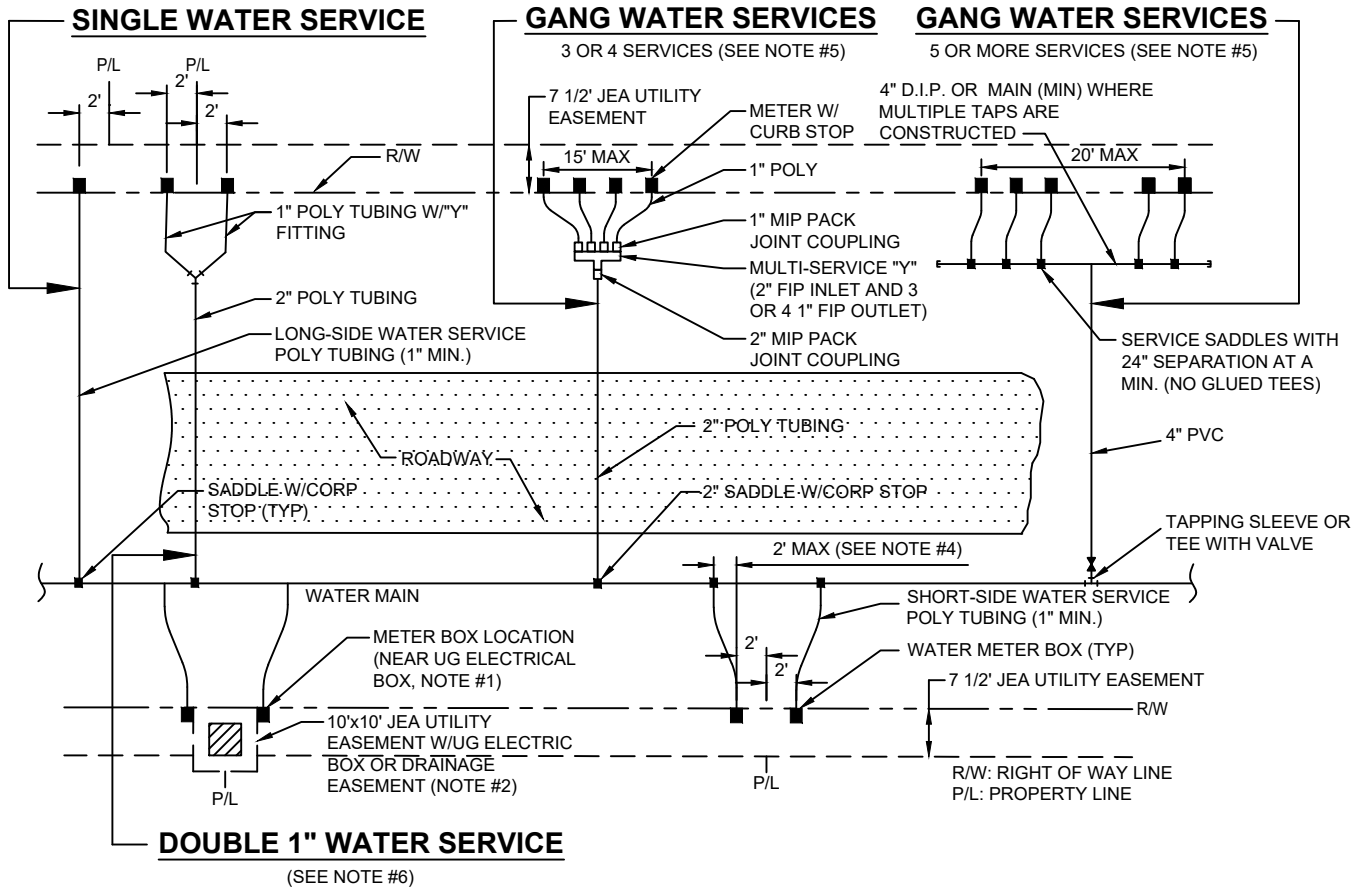 SINGLE WATER SERVICE
GANG WATER SERVICES
3 OR 4 SERVICES (SEE NOTE #5)
GANG WATER SERVICES
5 OR MORE SERVICES (SEE NOTE #5)
P/L
P/L
2'
2'
2'
7 1/2' JEA UTILITY
EASEMENT
METER W/
CURB STOP
4" D.I.P. OR MAIN (MIN) WHERE
MULTIPLE TAPS ARE
CONSTRUCTED
R/W
15' MAX
20' MAX
1" POLY
1" POLY TUBING W/"Y"
FITTING
1" MIP PACK
JOINT COUPLING
MULTI-SERVICE "Y"
(2" FIP INLET AND 3
OR 4 1" FIP OUTLET)
2" POLY TUBING
LONG-SIDE WATER SERVICE
POLY TUBING (1" MIN.)
2" MIP PACK
JOINT COUPLING
SERVICE SADDLES WITH
24" SEPARATION AT A
MIN. (NO GLUED TEES)
2" POLY TUBING
4" PVC
ROADWAY
SADDLE W/CORP
STOP (TYP)
2" SADDLE W/CORP STOP
TAPPING SLEEVE OR
TEE WITH VALVE
2' MAX (SEE NOTE #4)
WATER MAIN
SHORT-SIDE WATER SERVICE
POLY TUBING (1" MIN.)
METER BOX LOCATION
(NEAR UG ELECTRICAL
BOX, NOTE #1)
2'
2'
WATER METER BOX (TYP)
7 1/2' JEA UTILITY EASEMENT
R/W
10'x10' JEA UTILITY
EASEMENT W/UG ELECTRIC
BOX OR DRAINAGE
EASEMENT (NOTE #2)
P/L
P/L
R/W: RIGHT OF WAY LINE
P/L: PROPERTY LINE
DOUBLE 1" WATER SERVICE
(SEE NOTE #6)